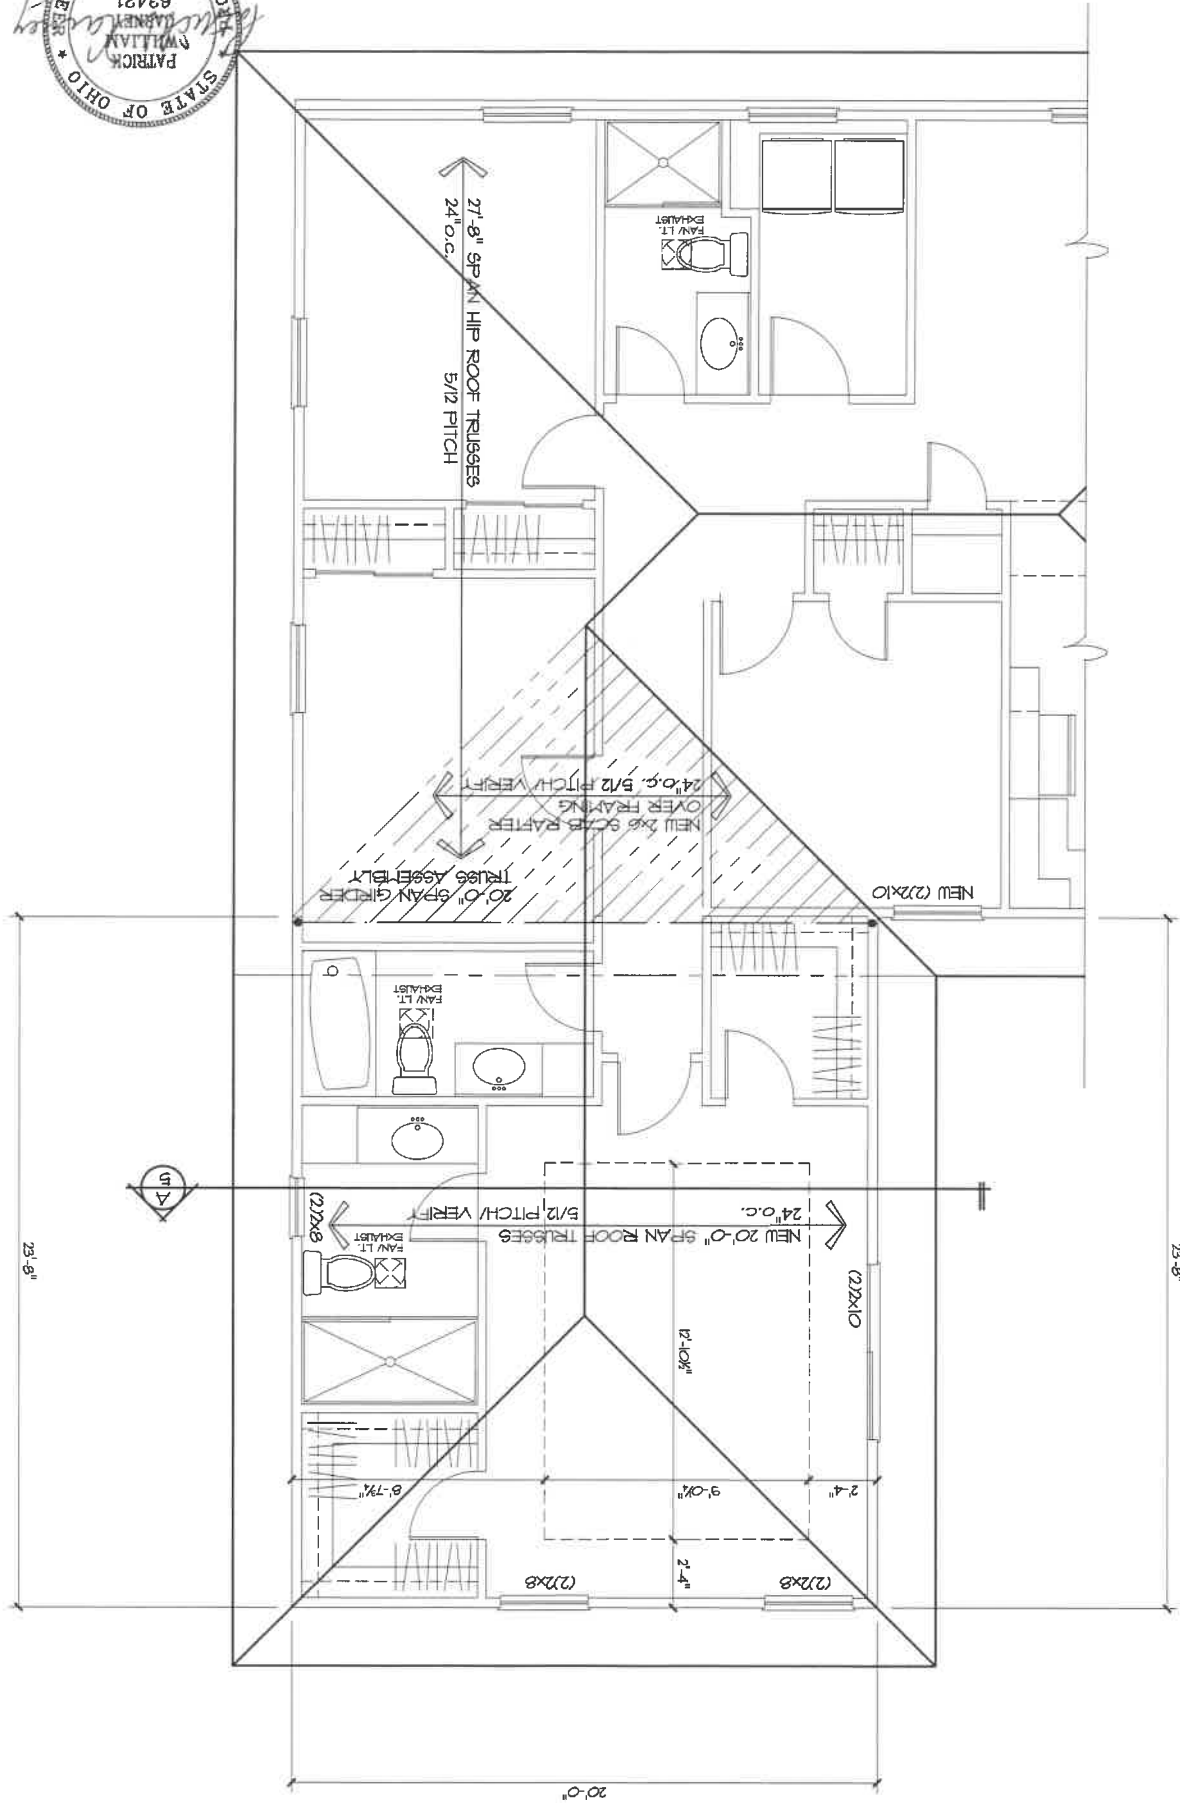 STATE OF OHIO
PATRICK
WILLIAM
CARNEY
63421
27'-8" SPAN HIP ROOF TRUSSES
24" o.c.
5/12 PITCH
FAN/ LT.
EXHAUST
NEW 2x6 SCAB RAFTER
OVER FRAMING
24"o.c. 5/12 PITCH/ VERIFY
20'-0" SPAN GIRDER
TRUSS ASSEMBLY
NEW (2)2x10
FAN/ LT.
EXHAUST
A
5
(2)2x8
FAN/ LT.
EXHAUST
NEW 20'-0" SPAN ROOF TRUSSES
24"o.c.
5/12 PITCH/ VERIFY
(2)2x10
12'-10½"
23'-8"
23'-8"
8'-7¾"
9'-0¼"
2'-4"
2'-4"
(2)2x8
(2)2x8
20'-0"